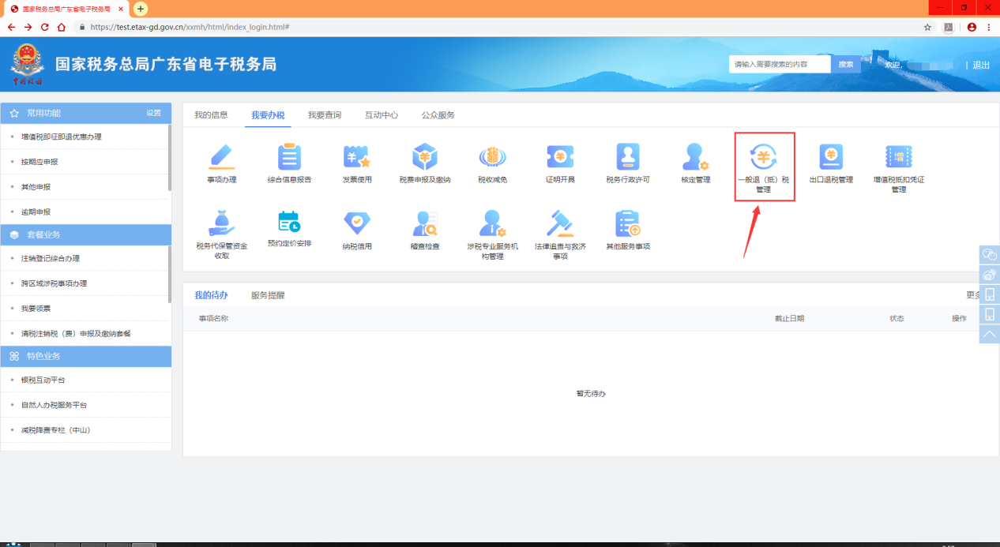 国家税务总局广东省电子税务局
https://test.etax-gd.gov.cn/xxmh/html/index_login.html#
国家税务总局广东省电子税务局
中国税务
请输入需要搜索的内容
搜索
欢迎,
| 退出
常用功能
设置
增值税即征即退优惠办理
按期应申报
其他申报
逾期申报
套餐业务
注销登记综合办理
跨区域涉税事项办理
我要领票
清税注销税（费）申报及缴纳套餐
特色业务
银税互动平台
自然人办税服务平台
减税降费专栏（中山）
我的信息
我要办税
我要查询
互动中心
公众服务
事项办理
综合信息报告
发票使用
税费申报及缴纳
税收减免
证明开具
税务行政许可
核定管理
一般退（抵）税
管理
出口退税管理
增
增值税抵扣凭证
管理
税务代保管资金
收取
预约定价安排
纳税信用
稽查检查
涉税专业服务机
构管理
法律追责与救济
事项
其他服务事项
我的待办
服务提醒
更多
事项名称
截止日期
状态
操作
暂无待办